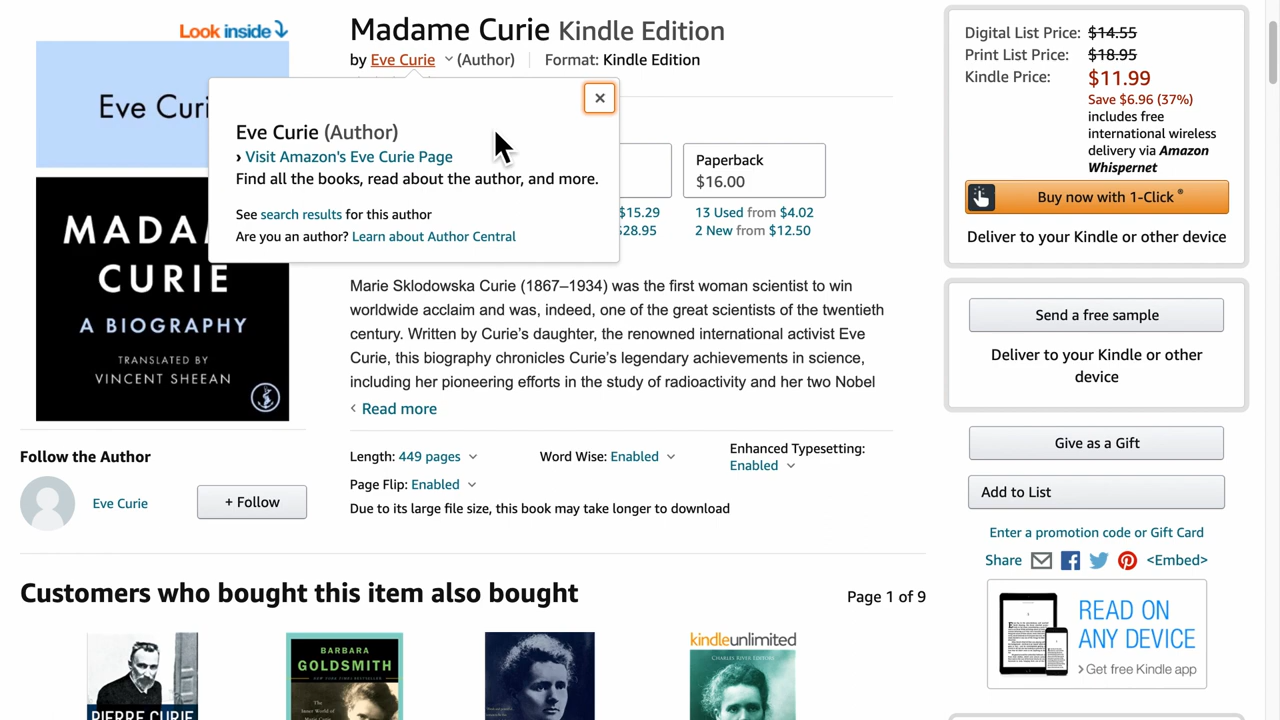 Look inside
Eve Curi
MADA
CURIE
A BIOGRAPHY
TRANSLATED BY
VINCENT SHEEAN
Follow the Author
Eve Curie
+ Follow
Madame Curie Kindle Edition
by Eve Curie (Author) Format: Kindle Edition
×
Eve Curie (Author)
› Visit Amazon's Eve Curie Page
Find all the books, read about the author, and more.
See search results for this author
Are you an author? Learn about Author Central
Paperback
$16.00
$15.29
$28.95
13 Used from $4.02
2 New from $12.50
Marie Sklodowska Curie (1867–1934) was the first woman scientist to win
worldwide acclaim and was, indeed, one of the great scientists of the twentieth
century. Written by Curie’s daughter, the renowned international activist Eve
Curie, this biography chronicles Curie’s legendary achievements in science,
including her pioneering efforts in the study of radioactivity and her two Nobel
Read more
Length: 449 pages
Word Wise: Enabled
Enhanced Typesetting:
Enabled
Page Flip: Enabled
Due to its large file size, this book may take longer to download
Digital List Price: $14.55
Print List Price: $18.95
Kindle Price: $11.99
Save $6.96 (37%)
includes free
international wireless
delivery via Amazon
Whispernet
Buy now with 1-Click ®
Deliver to your Kindle or other device
Send a free sample
Deliver to your Kindle or other
device
Give as a Gift
Add to List
Enter a promotion code or Gift Card
Share <Embed>
READ ON
ANY DEVICE
› Get free Kindle app
Customers who bought this item also bought
Page 1 of 9
PIERRE CURIE
BARBARA
GOLDSMITH
kindleunlimited
CHARLES RIVER EDITORS